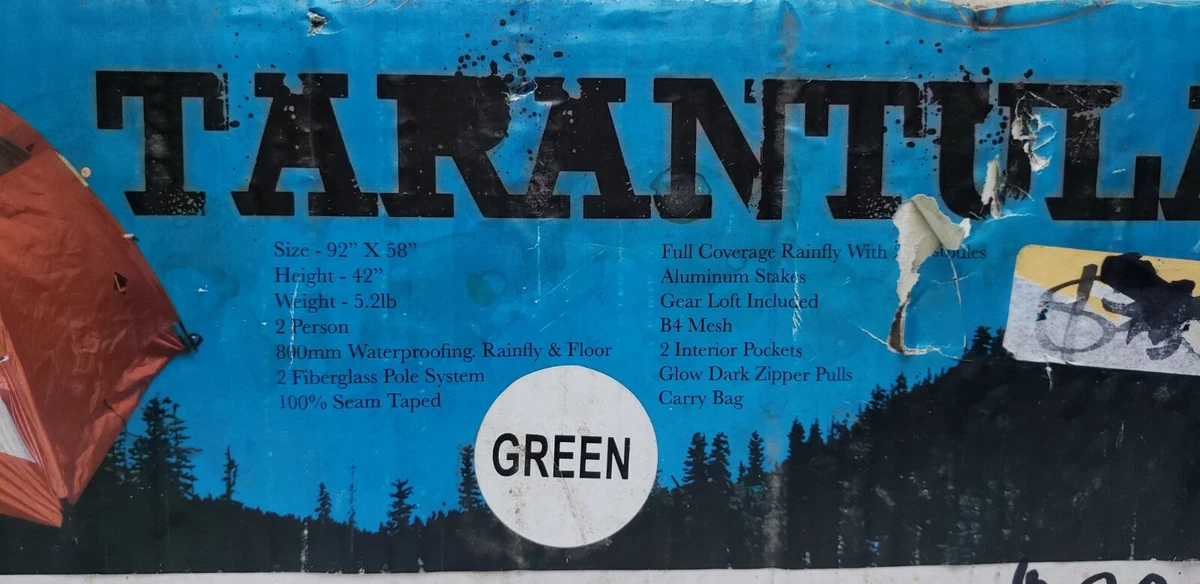 TARANTULA
Size - 92” X 58”
Height - 42”
Weight - 5.2lb
2 Person
800mm Waterproofing. Rainfly & Floor
2 Fiberglass Pole System
100% Seam Taped
Full Coverage Rainfly With
Aluminum Stakes
Gear Loft Included
B4 Mesh
2 Interior Pockets
Glow Dark Zipper Pulls
Carry Bag
GREEN